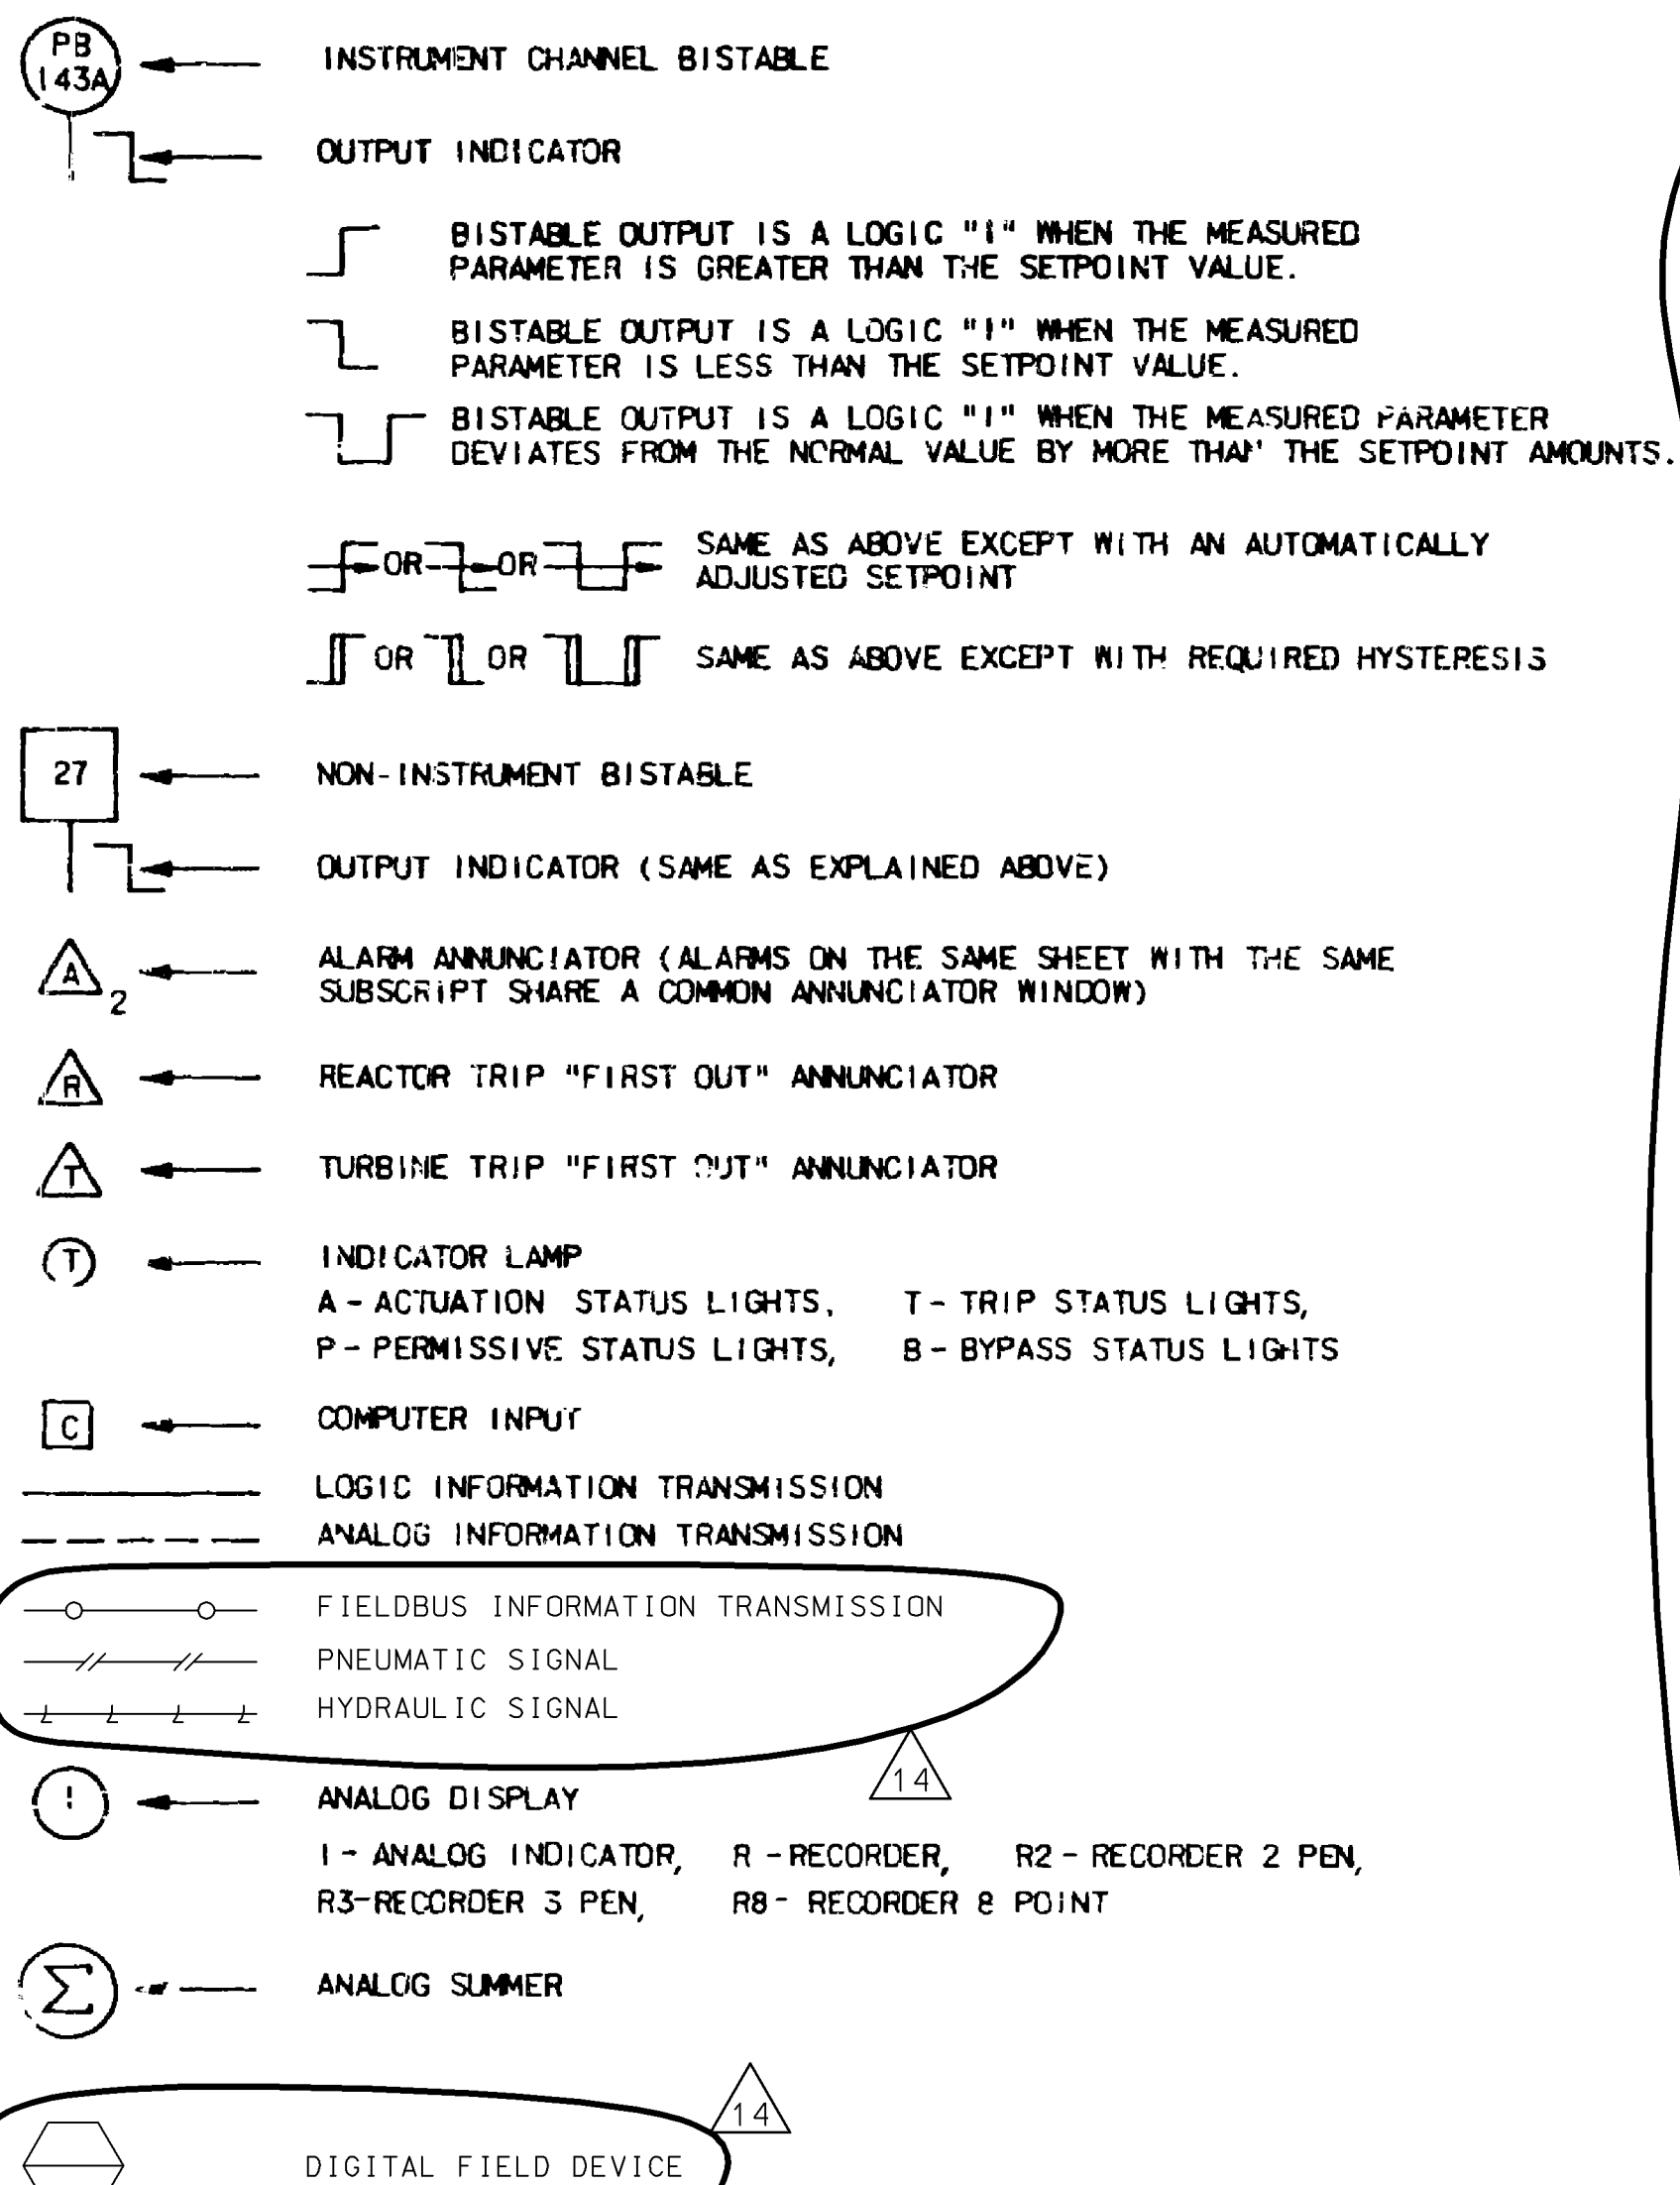 PB
143A
INSTRUMENT CHANNEL BISTABLE
OUTPUT INDICATOR
BISTABLE OUTPUT IS A LOGIC "1" WHEN THE MEASURED
PARAMETER IS GREATER THAN THE SETPOINT VALUE.
BISTABLE OUTPUT IS A LOGIC "1" WHEN THE MEASURED
PARAMETER IS LESS THAN THE SETPOINT VALUE.
BISTABLE OUTPUT IS A LOGIC "1" WHEN THE MEASURED PARAMETER
DEVIATES FROM THE NORMAL VALUE BY MORE THAN THE SETPOINT AMOUNTS.
OR OR SAME AS ABOVE EXCEPT WITH AN AUTOMATICALLY
ADJUSTED SETPOINT
OR OR SAME AS ABOVE EXCEPT WITH REQUIRED HYSTERESIS
27
NON-INSTRUMENT BISTABLE
OUTPUT INDICATOR (SAME AS EXPLAINED ABOVE)
A 2 ALARM ANNUNCIATOR (ALARMS ON THE SAME SHEET WITH THE SAME
SUBSCRIPT SHARE A COMMON ANNUNCIATOR WINDOW)
R REACTOR TRIP "FIRST OUT" ANNUNCIATOR
T TURBINE TRIP "FIRST OUT" ANNUNCIATOR
T INDICATOR LAMP
A - ACTUATION STATUS LIGHTS, T - TRIP STATUS LIGHTS,
P - PERMISSIVE STATUS LIGHTS, B - BYPASS STATUS LIGHTS
C COMPUTER INPUT
LOGIC INFORMATION TRANSMISSION
ANALOG INFORMATION TRANSMISSION
FIELDBUS INFORMATION TRANSMISSION
PNEUMATIC SIGNAL
HYDRAULIC SIGNAL
14
I ANALOG DISPLAY
I - ANALOG INDICATOR, R - RECORDER, R2 - RECORDER 2 PEN,
R3-RECORDER 3 PEN, R8 - RECORDER 8 POINT
Σ ANALOG SUMMER
14
DIGITAL FIELD DEVICE